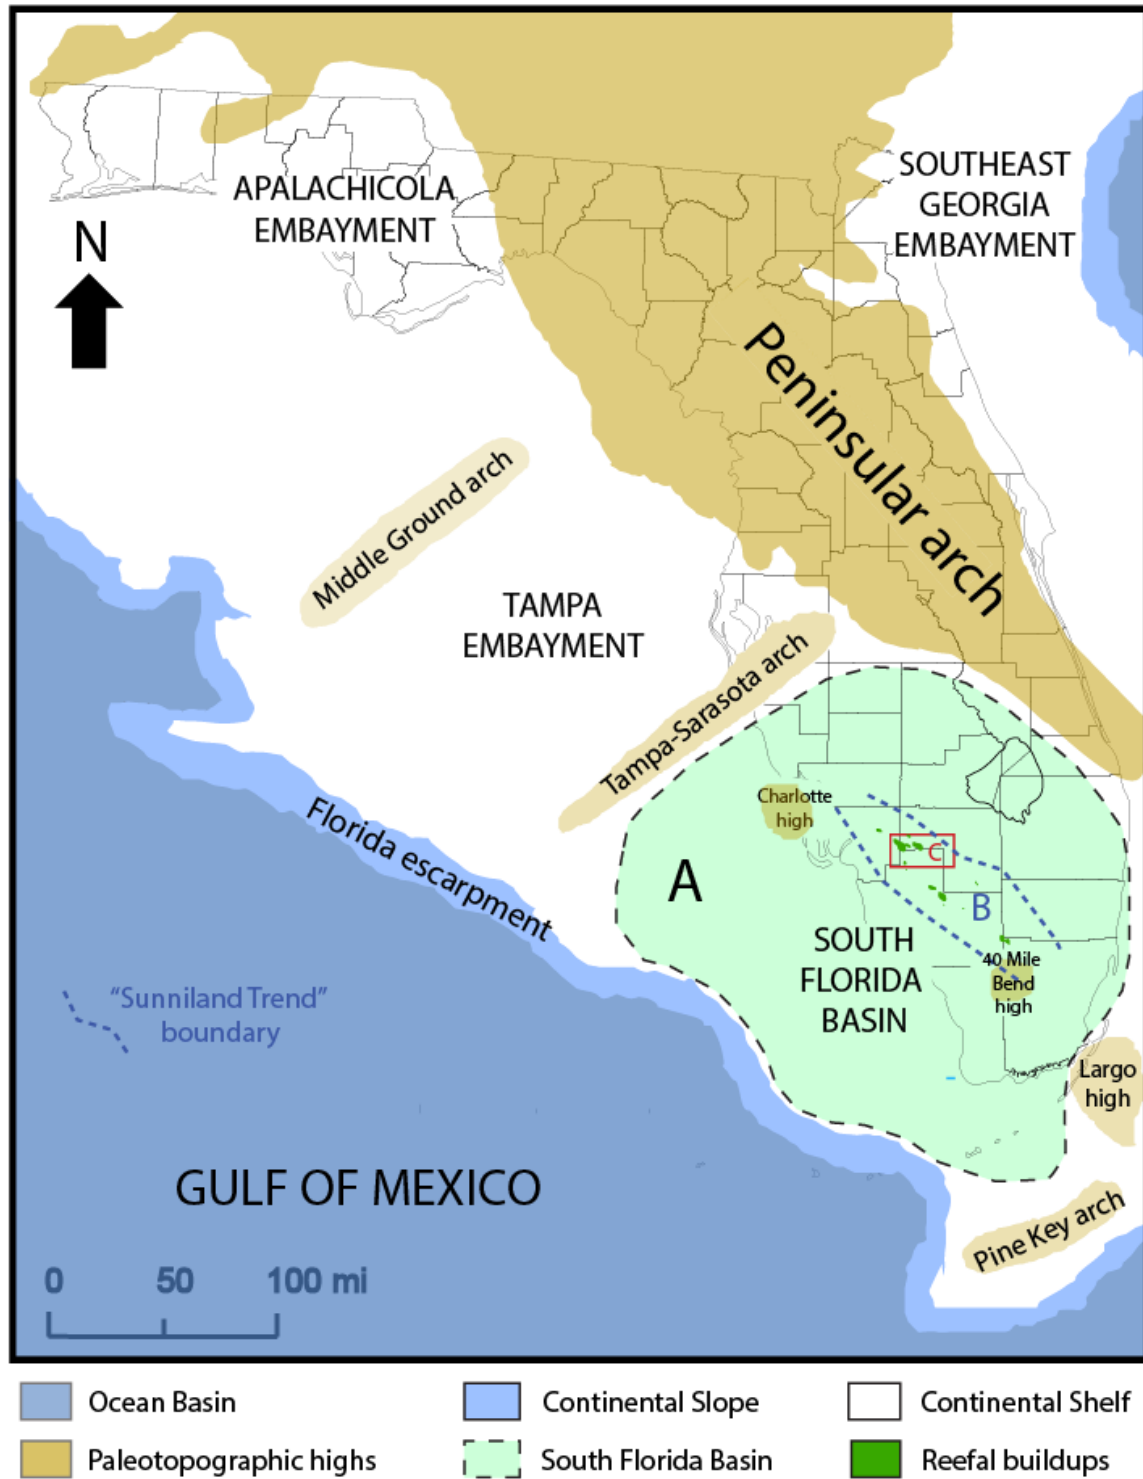 APALACHICOLA
EMBAYMENT
SOUTHEAST
GEORGIA
EMBAYMENT
N
Peninsular arch
Middle Ground arch
TAMPA
EMBAYMENT
Tampa-Sarasota arch
Charlotte
high
Florida escarpment
A
C
B
SOUTH
FLORIDA
BASIN
40 Mile
Bend
high
"Sunniland Trend"
boundary
Largo
high
GULF OF MEXICO
Pine Key arch
0 50 100 mi
Ocean Basin
Continental Slope
Continental Shelf
Paleotopographic highs
South Florida Basin
Reefal buildups